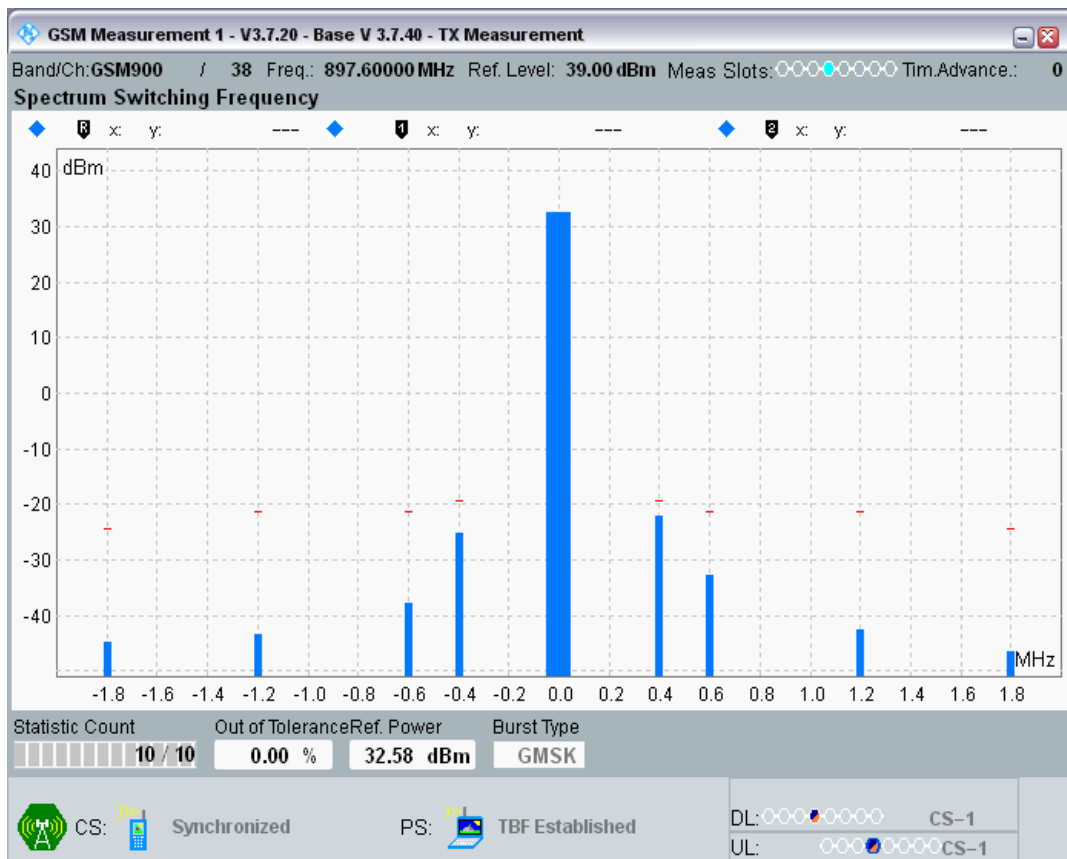 GSM Measurement 1 - V3.7.20 - Base V 3.7.40 - TX Measurement
Band/Ch:GSM900 / 38 Freq.: 897.60000 MHz Ref. Level: 39.00 dBm Meas Slots: Tim.Advance.: 0
Spectrum Switching Frequency
R x: y: --- 1 x: y: --- 2 x: y: ---
dBm
40
30
20
10
0
-10
-20
-30
-40
MHz
-1.8 -1.6 -1.4 -1.2 -1.0 -0.8 -0.6 -0.4 -0.2 0.0 0.2 0.4 0.6 0.8 1.0 1.2 1.4 1.6 1.8
Statistic Count Out of Tolerance Ref. Power Burst Type
10 / 10 0.00 % 32.58 dBm GMSK
CS: Synchronized PS: TBF Established
DL: CS-1
UL: CS-1